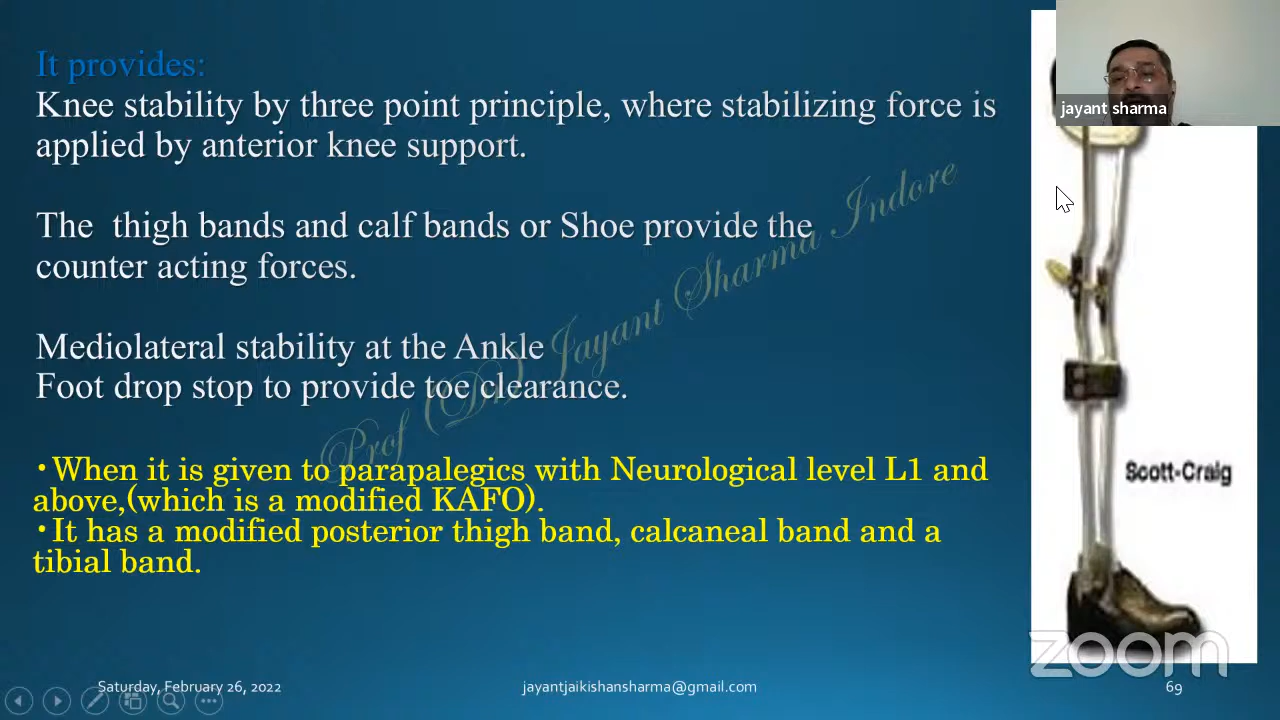 It provides:
Knee stability by three point principle, where stabilizing force is
applied by anterior knee support.
The thigh bands and calf bands or Shoe provide the
counter acting forces.
Mediolateral stability at the Ankle
Foot drop stop to provide toe clearance.
•When it is given to parapalegics with Neurological level L1 and
above,(which is a modified KAFO).
•It has a modified posterior thigh band, calcaneal band and a
tibial band.
Prof (Dr) Jayant Sharma Indore
jayant sharma
Scott-Craig
zoom
Saturday, February 26, 2022
jayantjaikishansharma@gmail.com
69